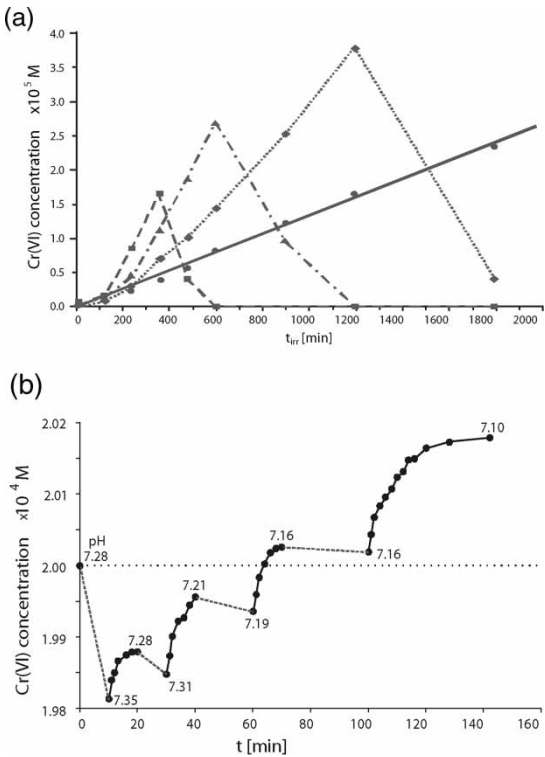 (a)
Cr(VI) concentration x10⁵ M
4.0
3.5
3.0
2.5
2.0
1.5
1.0
0.5
0.0
0 200 400 600 800 1000 1200 1400 1600 1800 2000
tirr [min]
(b)
Cr(VI) concentration x10⁴ M
2.02
2.01
2.00
1.99
1.98
pH
7.28
7.35
7.28
7.31
7.21
7.19
7.16
7.16
7.10
0 20 40 60 80 100 120 140 160
t [min]